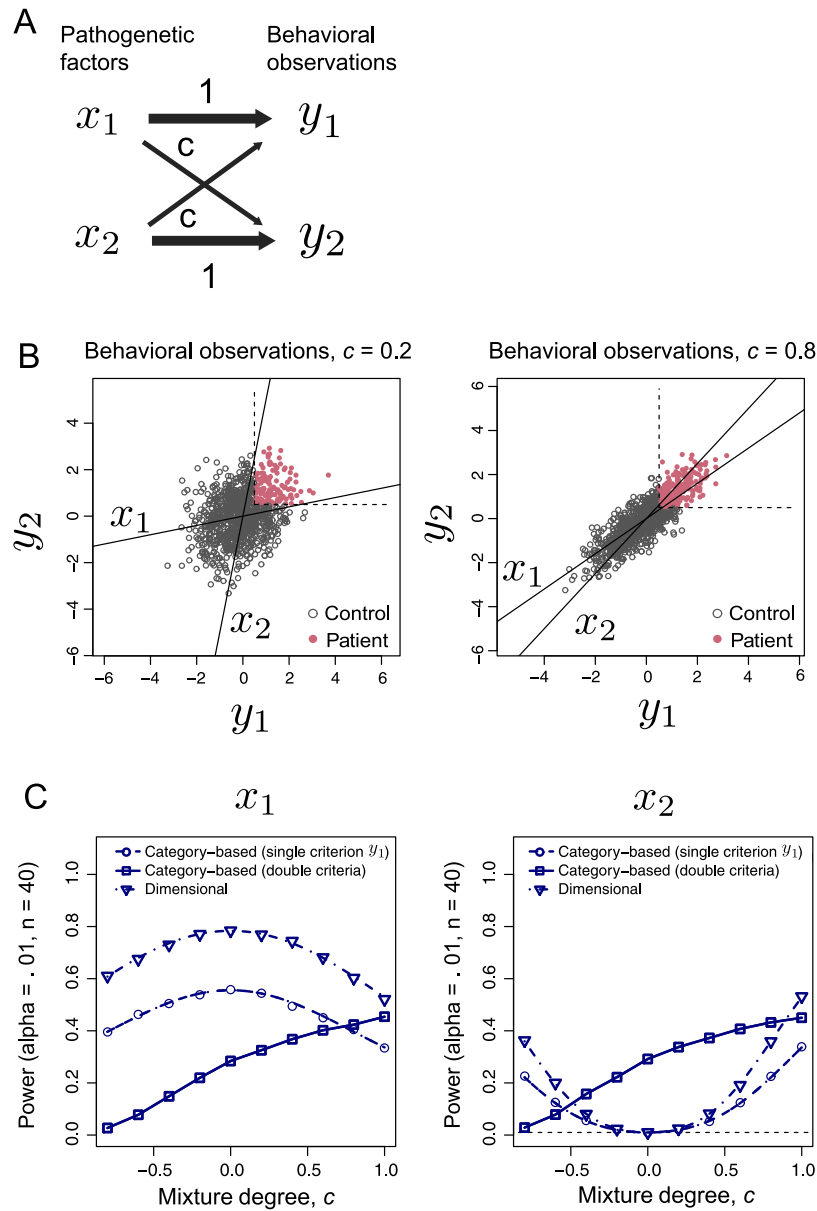 A
Pathogenetic factors
Behavioral observations
1
x1
y1
c
c
x2
y2
1
B
Behavioral observations, c = 0.2
4
2
0
−2
−4
−6
y2
x1
x2
Control
Patient
−6 −4 −2 0 2 4 6
y1
Behavioral observations, c = 0.8
6
4
2
0
−2
−4
−6
y2
x1
x2
Control
Patient
−4 −2 0 2 4 6
y1
C
x1
Category−based (single criterion y1)
Category−based (double criteria)
Dimensional
1.0
0.8
0.6
0.4
0.2
0.0
Power (alpha = . 01, n = 40)
−0.5 0.0 0.5 1.0
Mixture degree, c
x2
Category−based (single criterion y1)
Category−based (double criteria)
Dimensional
1.0
0.8
0.6
0.4
0.2
0.0
Power (alpha = . 01, n = 40)
−0.5 0.0 0.5 1.0
Mixture degree, c